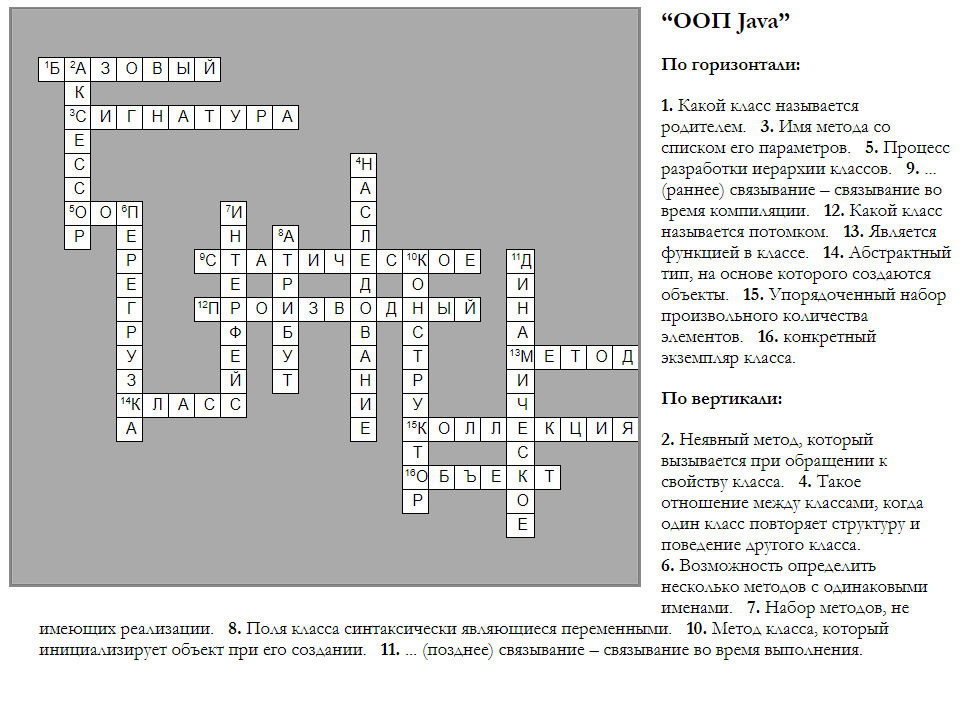 1Б 2А З О В Ы Й
К
3С И Г Н А Т У Р А
Е
С 4Н
С А
5О О 6П 7И С
Р Е Н 8А Л
Р 9С Т А Т И Ч Е С 10К О Е 11Д
Е Е Р Д О И
Г 12П Р О И З В О Д Н Ы Й Н
Р Ф Б В С А
У Е У А Т 13М Е Т О Д
З Й Т Н Р И
14К Л А С С И У Ч
А Е 15К О Л Л Е К Ц И Я
Т С
16О Б Ъ Е К Т
Р О
Е
“ООП Java”
По горизонтали:
1. Какой класс называется
родителем. 3. Имя метода со
списком его параметров. 5. Процесс
разработки иерархии классов. 9. ...
(раннее) связывание – связывание во
время компиляции. 12. Какой класс
называется потомком. 13. Является
функцией в классе. 14. Абстрактный
тип, на основе которого создаются
объекты. 15. Упорядоченный набор
произвольного количества
элементов. 16. конкретный
экземпляр класса.
По вертикали:
2. Неявный метод, который
вызывается при обращении к
свойству класса. 4. Такое
отношение между классами, когда
один класс повторяет структуру и
поведение другого класса.
6. Возможность определить
несколько методов с одинаковыми
именами. 7. Набор методов, не
имеющих реализации. 8. Поля класса синтаксически являющиеся переменными. 10. Метод класса, который
инициализирует объект при его создании. 11. ... (позднее) связывание – связывание во время выполнения.